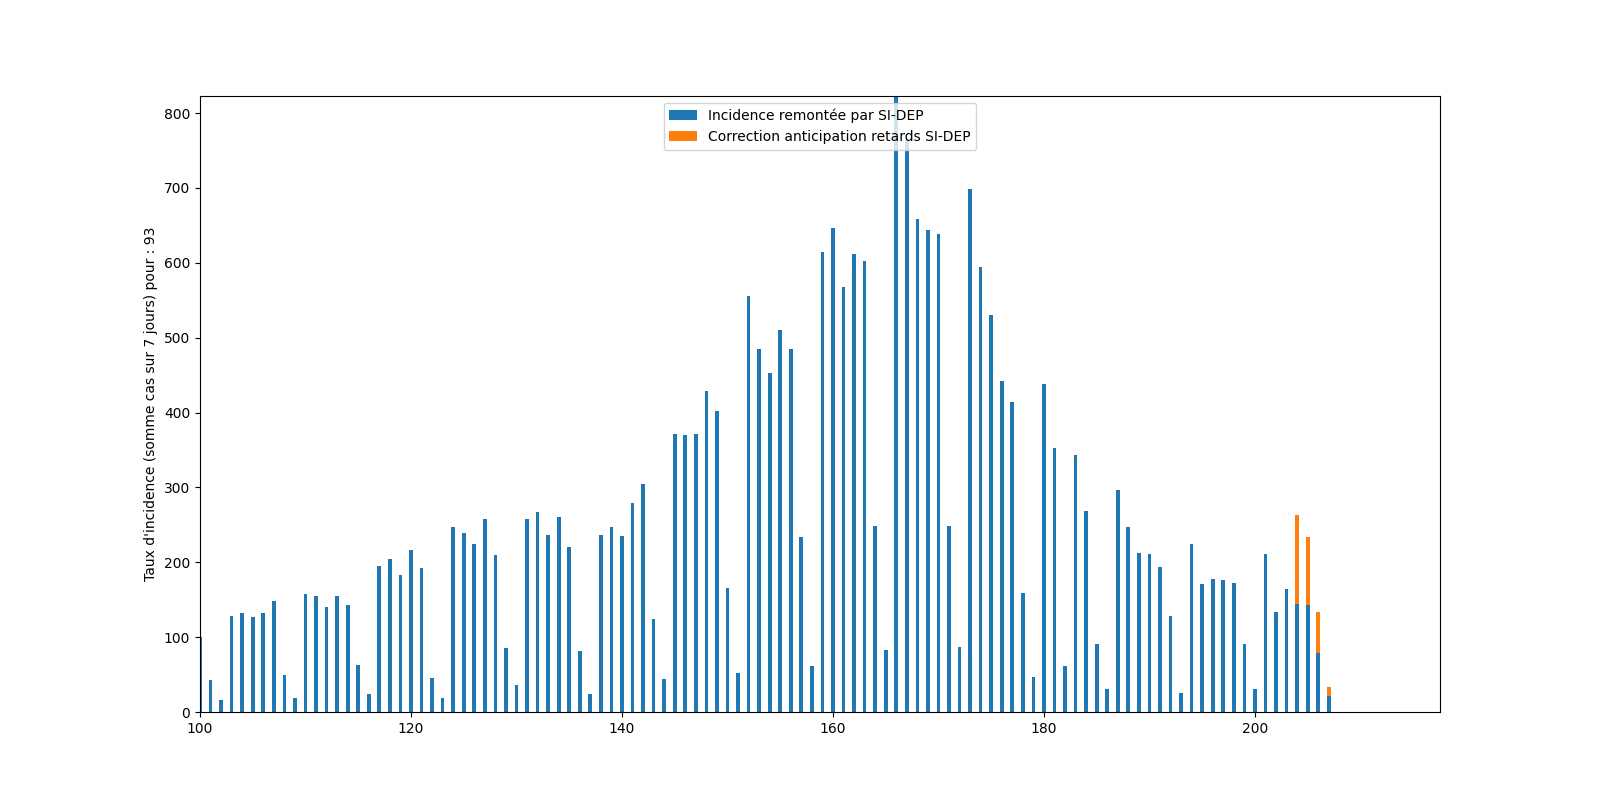 Incidence remontée par SI-DEP
Correction anticipation retards SI-DEP
Taux d'incidence (somme cas sur 7 jours) pour : 93
800
700
600
500
400
300
200
100
0
100 120 140 160 180 200